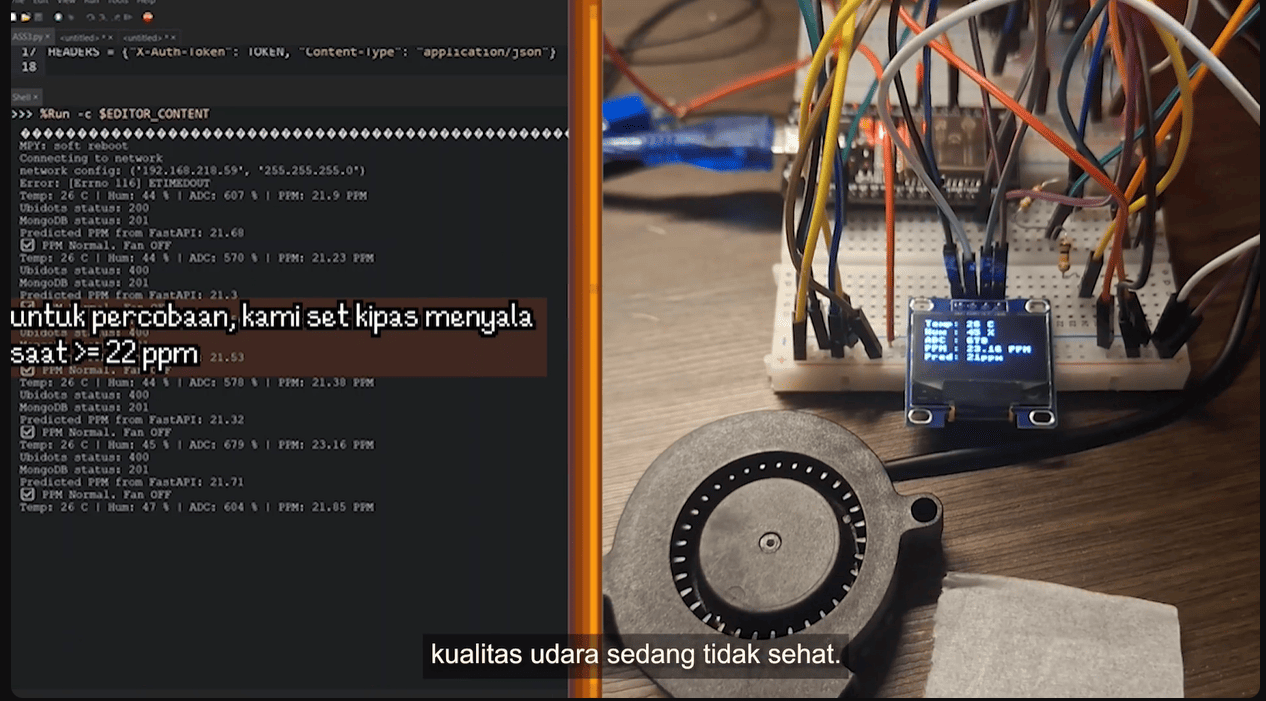 File Edit View Run Tools Help
ASS3.py × <untitled> * × <untitled> * ×
17 HEADERS = {"X-Auth-Token": TOKEN, "Content-Type": "application/json"}
18
Shell ×
>>> %Run -c $EDITOR_CONTENT
MPY: soft reboot
Connecting to network
network config: ('192.168.218.59', '255.255.255.0')
Error: [Errno 116] ETIMEDOUT
Temp: 26 C | Hum: 44 % | ADC: 607 % | PPM: 21.9 PPM
Ubidots status: 200
MongoDB status: 201
Predicted PPM from FastAPI: 21.68
☑ PPM Normal. Fan OFF
Temp: 26 C | Hum: 44 % | ADC: 570 % | PPM: 21.23 PPM
Ubidots status: 400
MongoDB status: 201
Predicted PPM from FastAPI: 21.3
untuk percobaan, kami set kipas menyala
saat >= 22 ppm
Ubidots status: 400
21.53
☑ PPM Normal. Fan OFF
Temp: 26 C | Hum: 44 % | ADC: 578 % | PPM: 21.38 PPM
Ubidots status: 400
MongoDB status: 201
Predicted PPM from FastAPI: 21.32
☑ PPM Normal. Fan OFF
Temp: 26 C | Hum: 45 % | ADC: 679 % | PPM: 23.16 PPM
Ubidots status: 400
MongoDB status: 201
Predicted PPM from FastAPI: 21.71
☑ PPM Normal. Fan OFF
Temp: 26 C | Hum: 47 % | ADC: 604 % | PPM: 21.85 PPM
Temp: 26 C
Hum : 45 %
ADC : 679
PPM : 23.16 PPM
Pred: 21ppm
kualitas udara sedang tidak sehat.